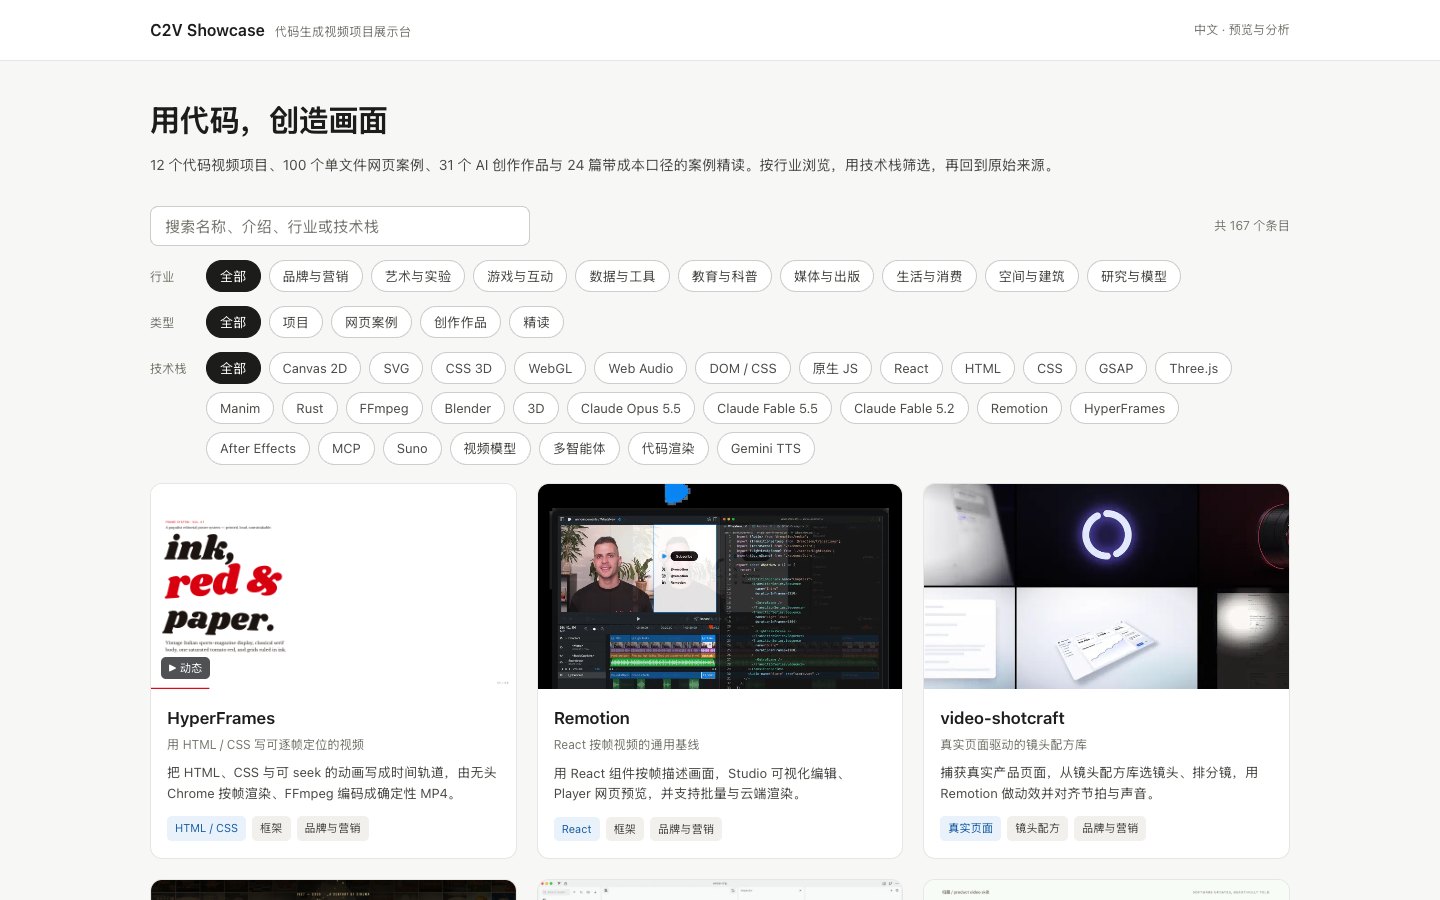 C2V Showcase 代码生成视频项目展示台
中文 · 预览与分析
用代码，创造画面
12 个代码视频项目、100 个单文件网页案例、31 个 AI 创作作品与 24 篇带成本口径的案例精读。按行业浏览，用技术栈筛选，再回到原始来源。
搜索名称、介绍、行业或技术栈
共 167 个条目
行业 全部 品牌与营销 艺术与实验 游戏与互动 数据与工具 教育与科普 媒体与出版 生活与消费 空间与建筑 研究与模型
类型 全部 项目 网页案例 创作作品 精读
技术栈 全部 Canvas 2D SVG CSS 3D WebGL Web Audio DOM / CSS 原生 JS React HTML CSS GSAP Three.js
Manim Rust FFmpeg Blender 3D Claude Opus 5.5 Claude Fable 5.5 Claude Fable 5.2 Remotion HyperFrames
After Effects MCP Suno 视频模型 多智能体 代码渲染 Gemini TTS
ink,
red &
paper.
▶ 动态
Subscribe
HyperFrames
用 HTML / CSS 写可逐帧定位的视频
把 HTML、CSS 与可 seek 的动画写成时间轨道，由无头
Chrome 按帧渲染、FFmpeg 编码成确定性 MP4。
HTML / CSS 框架 品牌与营销
Remotion
React 按帧视频的通用基线
用 React 组件按帧描述画面，Studio 可视化编辑、
Player 网页预览，并支持批量与云端渲染。
React 框架 品牌与营销
video-shotcraft
真实页面驱动的镜头配方库
捕获真实产品页面，从镜头配方库选镜头、排分镜，用
Remotion 做动效并对齐节拍与声音。
真实页面 镜头配方 品牌与营销